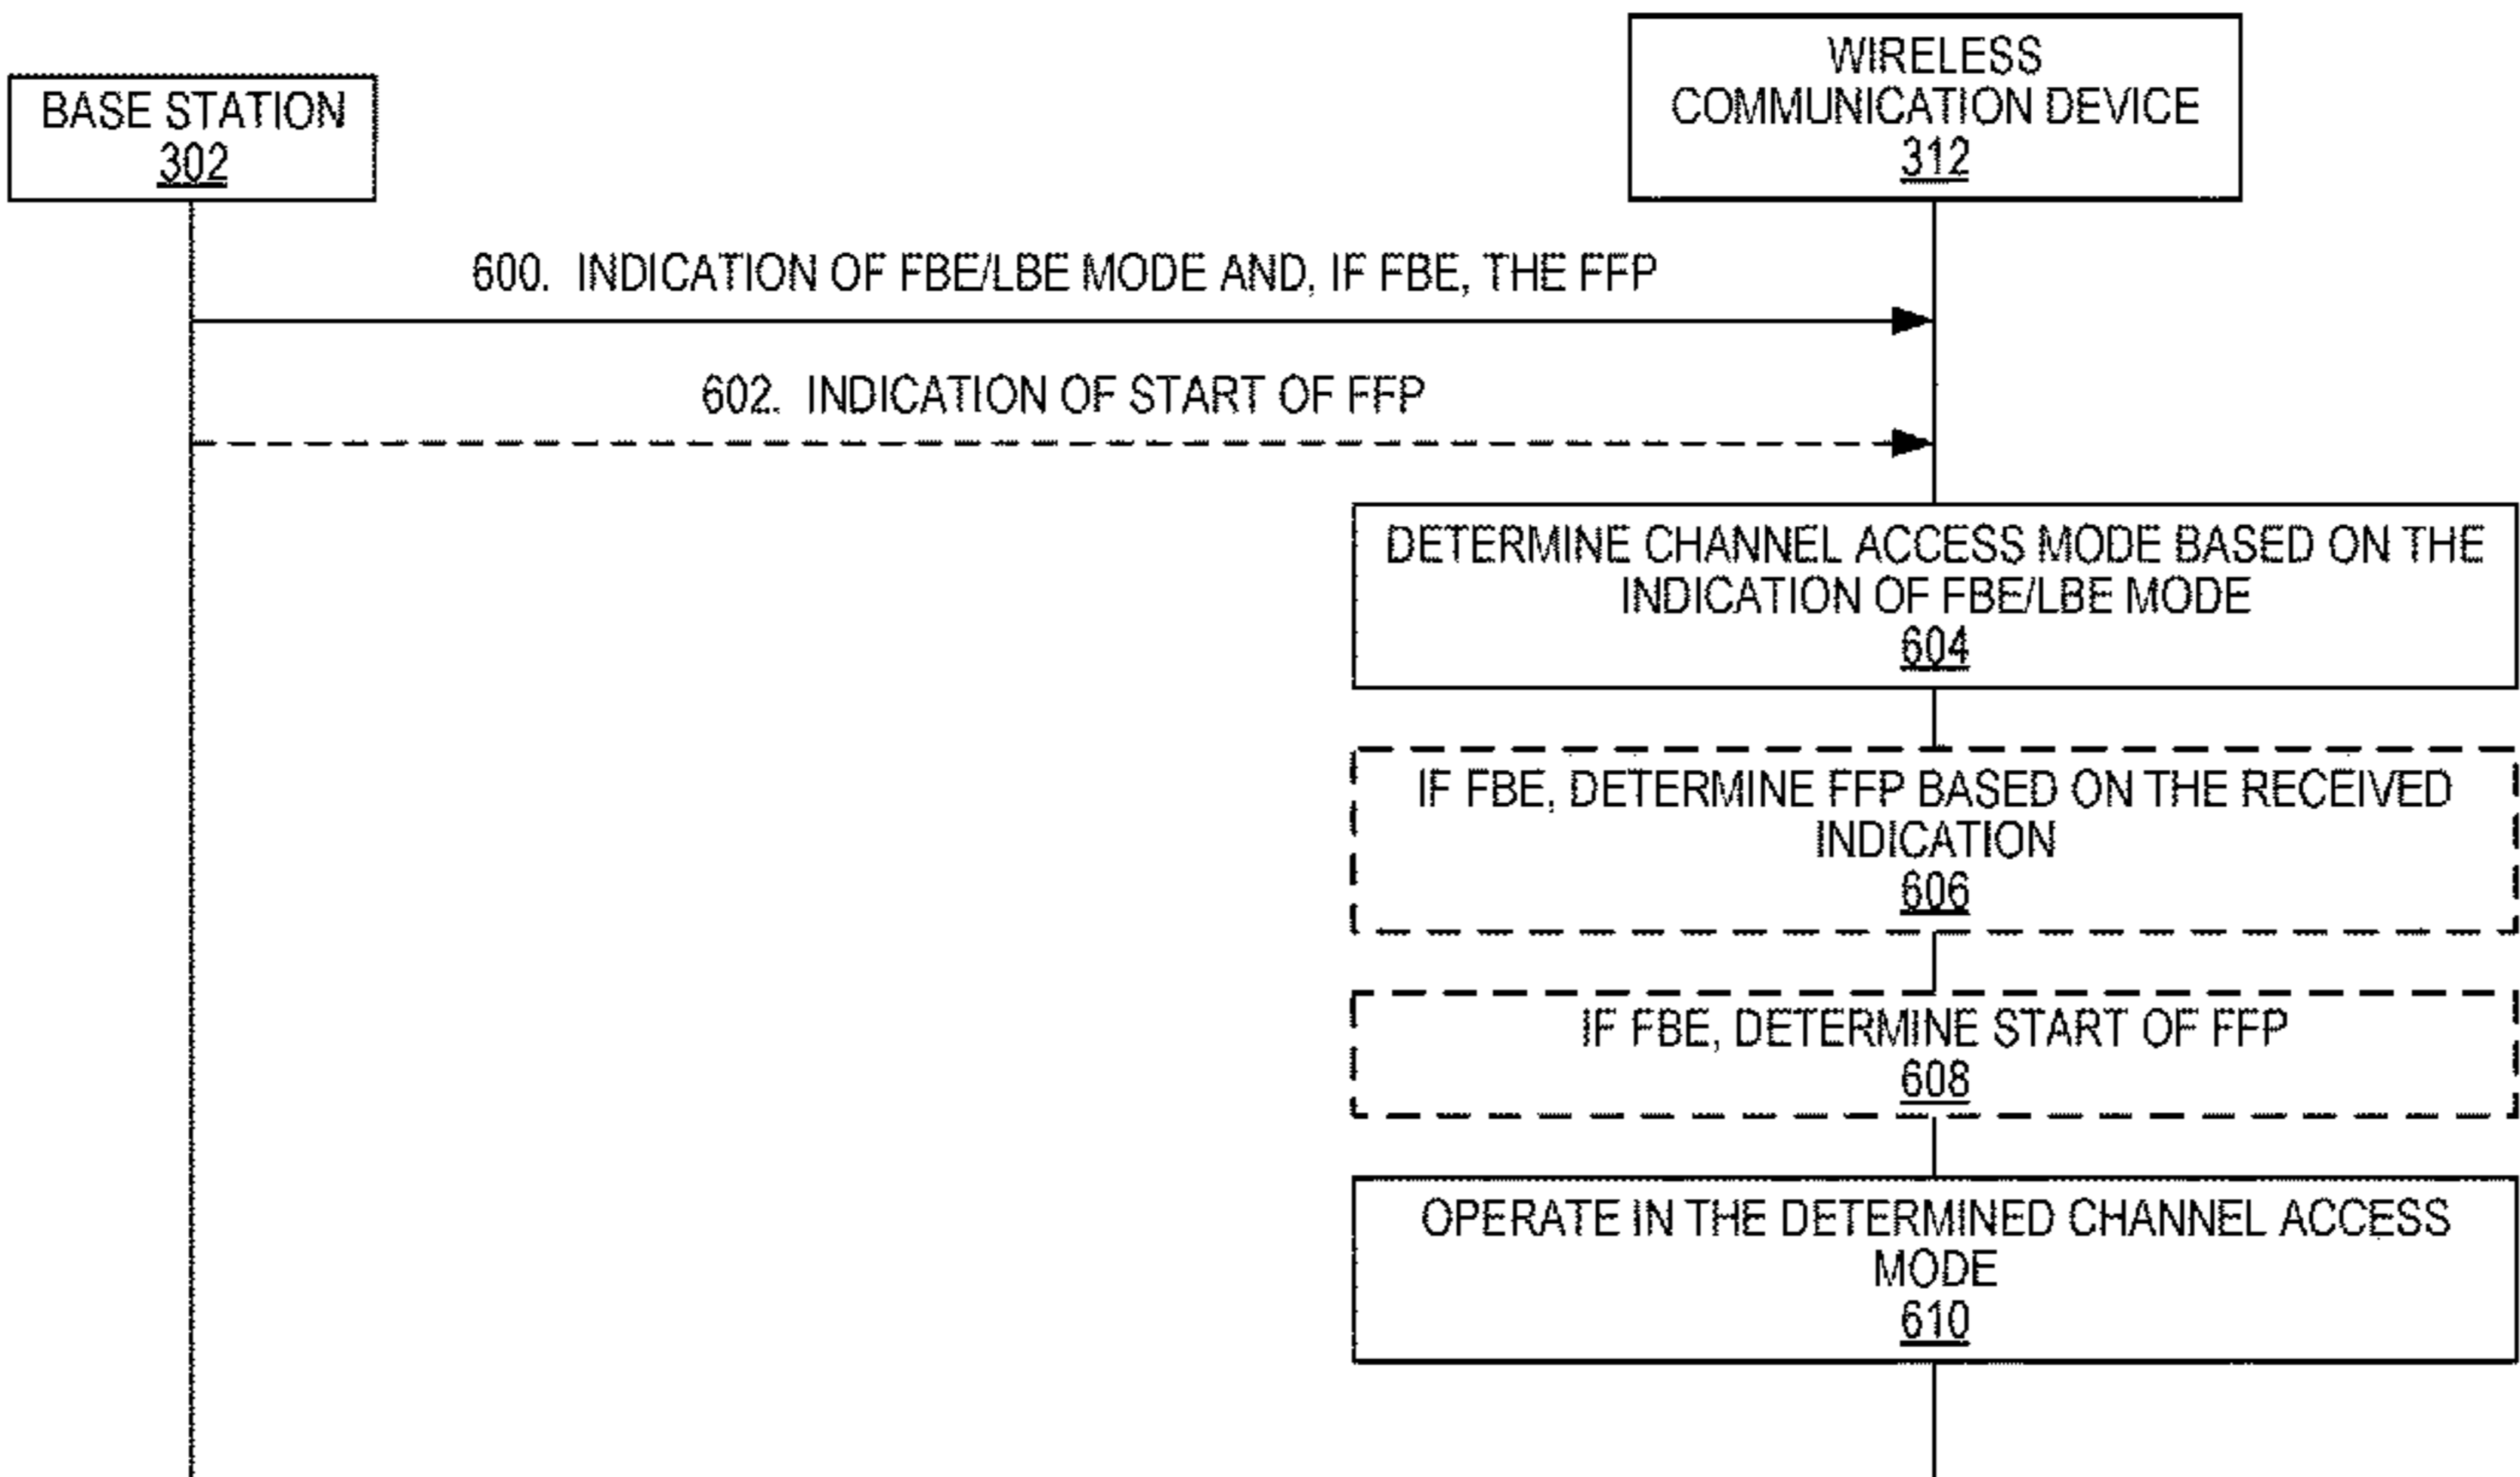 BASE STATION
302
WIRELESS
COMMUNICATION DEVICE
312
600. INDICATION OF FBE/LBE MODE AND, IF FBE, THE FFP
602. INDICATION OF START OF FFP
DETERMINE CHANNEL ACCESS MODE BASED ON THE
INDICATION OF FBE/LBE MODE
604
IF FBE, DETERMINE FFP BASED ON THE RECEIVED
INDICATION
606
IF FBE, DETERMINE START OF FFP
608
OPERATE IN THE DETERMINED CHANNEL ACCESS
MODE
610